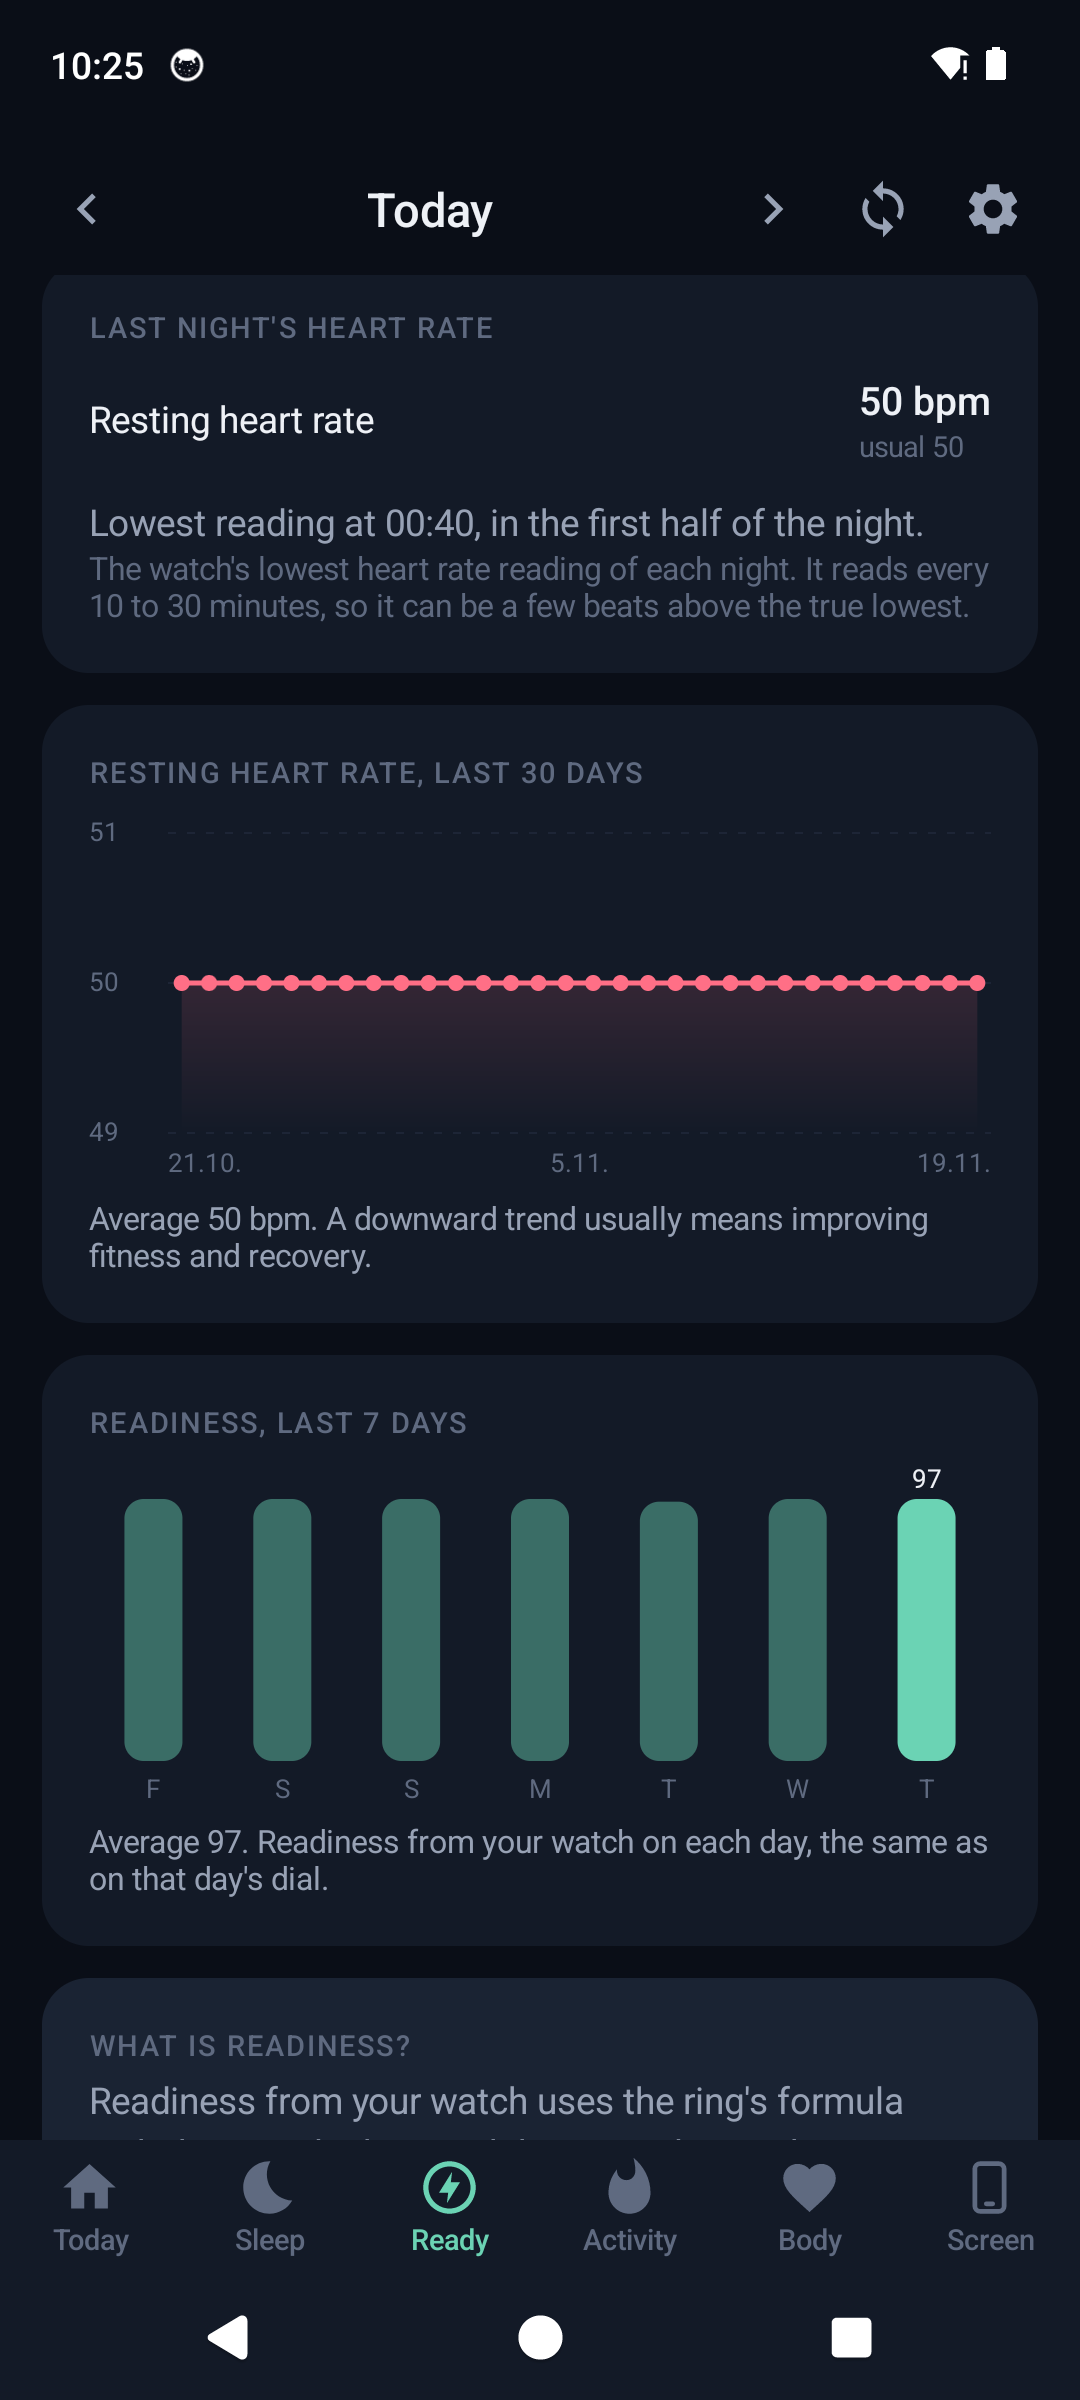 10:25
Today
LAST NIGHT'S HEART RATE
Resting heart rate
50 bpm
usual 50
Lowest reading at 00:40, in the first half of the night.
The watch's lowest heart rate reading of each night. It reads every
10 to 30 minutes, so it can be a few beats above the true lowest.
RESTING HEART RATE, LAST 30 DAYS
51
50
49
21.10.
5.11.
19.11.
Average 50 bpm. A downward trend usually means improving
fitness and recovery.
READINESS, LAST 7 DAYS
97
F S S M T W T
Average 97. Readiness from your watch on each day, the same as
on that day's dial.
WHAT IS READINESS?
Readiness from your watch uses the ring's formula
Today Sleep Ready Activity Body Screen